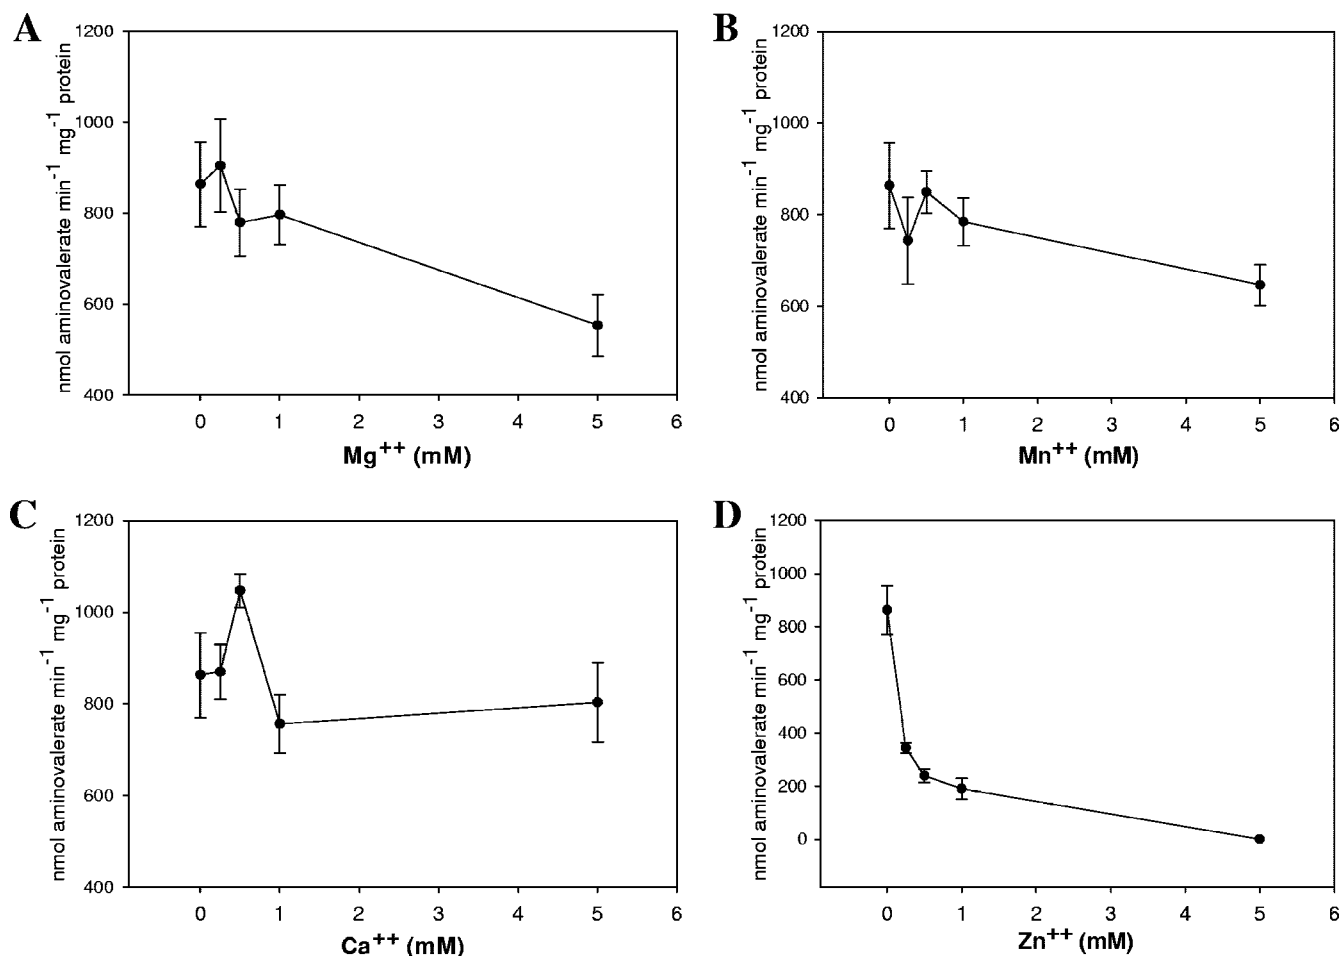 A
nmol aminovalerate min⁻¹ mg⁻¹ protein
1200
1000
800
600
400
0 1 2 3 4 5 6
Mg⁺⁺ (mM)
B
nmol aminovalerate min⁻¹ mg⁻¹ protein
1200
1000
800
600
400
0 1 2 3 4 5 6
Mn⁺⁺ (mM)
C
nmol aminovalerate min⁻¹ mg⁻¹ protein
1200
1000
800
600
400
0 1 2 3 4 5 6
Ca⁺⁺ (mM)
D
nmol aminovalerate min⁻¹ mg⁻¹ protein
1200
1000
800
600
400
200
0
0 1 2 3 4 5 6
Zn⁺⁺ (mM)